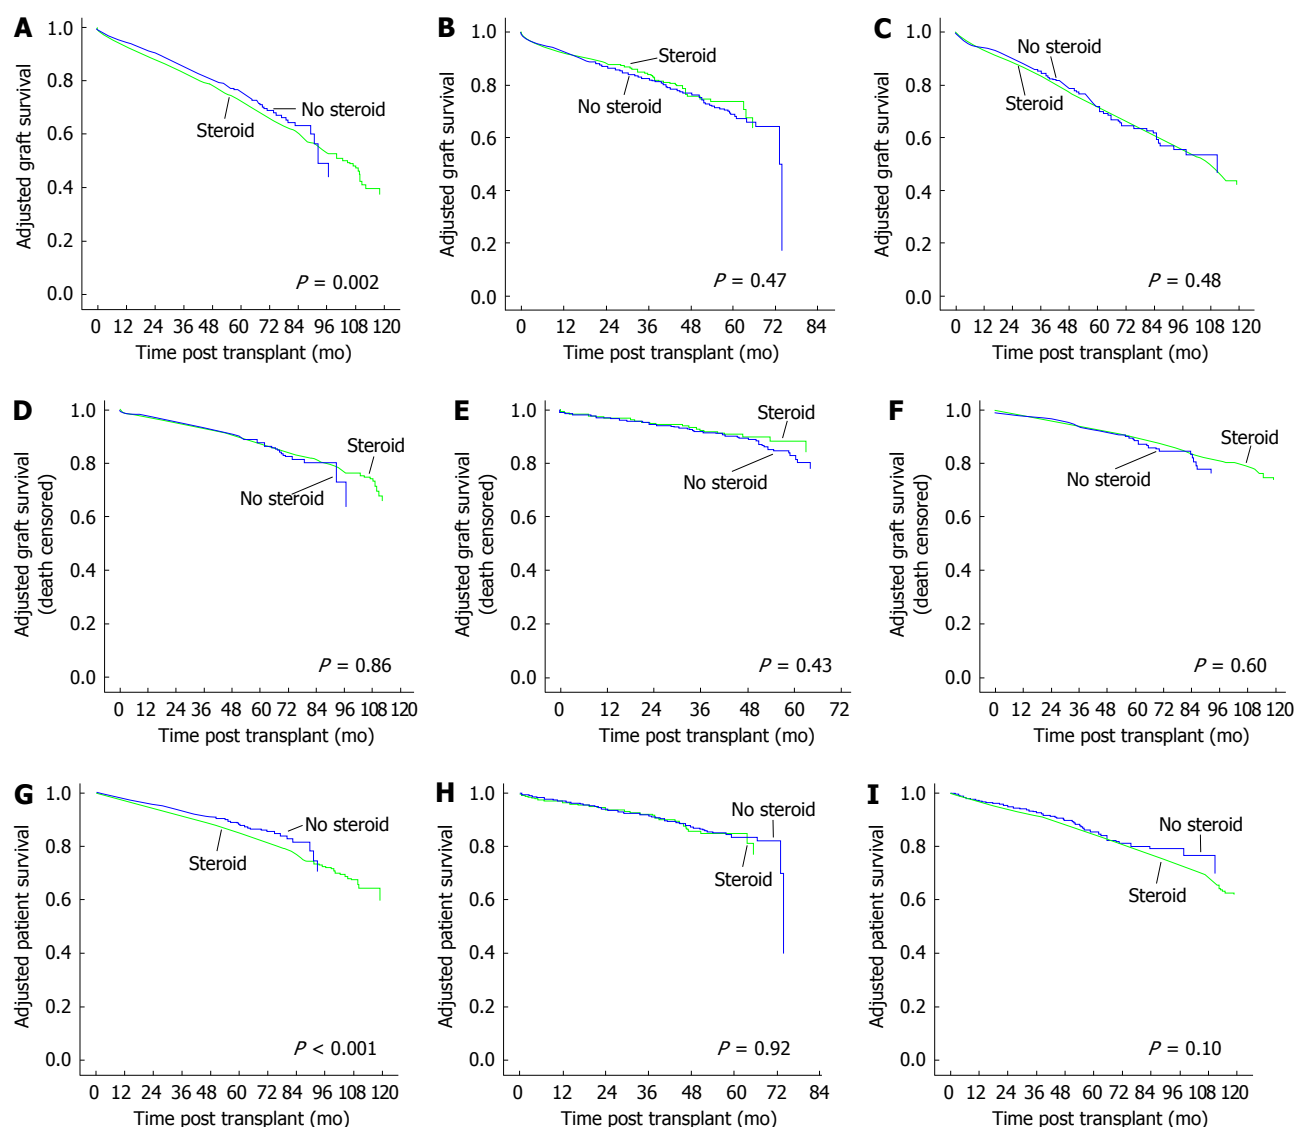 A
Adjusted graft survival
1.0
0.8
0.6
0.4
0.2
0.0
No steroid
Steroid
P = 0.002
0 12 24 36 48 60 72 84 96 108 120
Time post transplant (mo)
B
Adjusted graft survival
1.0
0.8
0.6
0.4
0.2
0.0
Steroid
No steroid
P = 0.47
0 12 24 36 48 60 72 84
Time post transplant (mo)
C
Adjusted graft survival
1.0
0.8
0.6
0.4
0.2
0.0
No steroid
Steroid
P = 0.48
0 12 24 36 48 60 72 84 96 108 120
Time post transplant (mo)
D
Adjusted graft survival
(death censored)
1.0
0.8
0.6
0.4
0.2
0.0
Steroid
No steroid
P = 0.86
0 12 24 36 48 60 72 84 96 108 120
Time post transplant (mo)
E
Adjusted graft survival
(death censored)
1.0
0.8
0.6
0.4
0.2
0.0
Steroid
No steroid
P = 0.43
0 12 24 36 48 60 72
Time post transplant (mo)
F
Adjusted graft survival
(death censored)
1.0
0.8
0.6
0.4
0.2
0.0
Steroid
No steroid
P = 0.60
0 12 24 36 48 60 72 84 96 108 120
Time post transplant (mo)
G
Adjusted patient survival
1.0
0.8
0.6
0.4
0.2
0.0
No steroid
Steroid
P < 0.001
0 12 24 36 48 60 72 84 96 108 120
Time post transplant (mo)
H
Adjusted patient survival
1.0
0.8
0.6
0.4
0.2
0.0
No steroid
Steroid
P = 0.92
0 12 24 36 48 60 72 84
Time post transplant (mo)
I
Adjusted patient survival
1.0
0.8
0.6
0.4
0.2
0.0
No steroid
Steroid
P = 0.10
0 12 24 36 48 60 72 84 96 108 120
Time post transplant (mo)